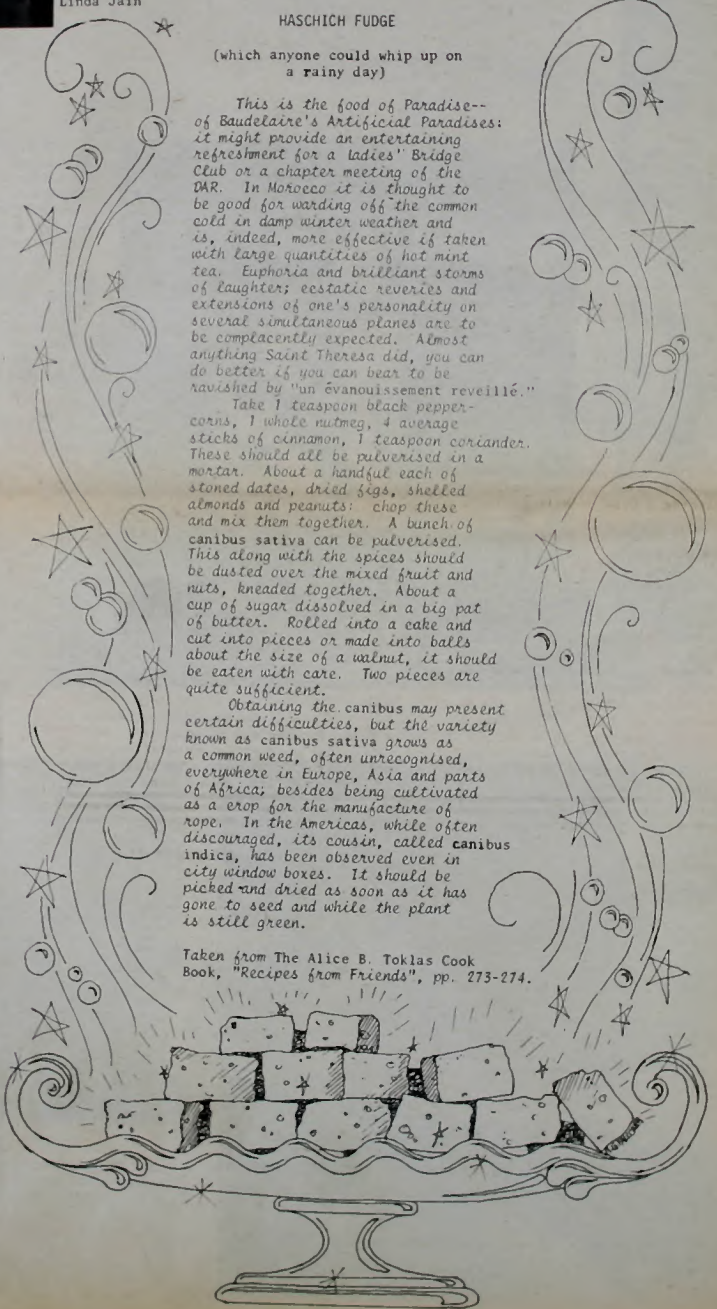 Linda Jain
HASCHICH FUDGE
(which anyone could whip up on
a rainy day)
This is the food of Paradise--
of Baudelaire's Artificial Paradises:
it might provide an entertaining
refreshment for a ladies' Bridge
Club or a chapter meeting of the
DAR. In Morocco it is thought to
be good for warding off the common
cold in damp winter weather and
is, indeed, more effective if taken
with large quantities of hot mint
tea. Euphoria and brilliant storms
of laughter; ecstatic reveries and
extensions of one's personality on
several simultaneous planes are to
be complacently expected. Almost
anything Saint Theresa did, you can
do better if you can bear to be
ravished by "un évanouissement reveillé."
Take 1 teaspoon black pepper-
corns, 1 whole nutmeg, 4 average
sticks of cinnamon, 1 teaspoon coriander.
These should all be pulverised in a
mortar. About a handful each of
stoned dates, dried figs, shelled
almonds and peanuts: chop these
and mix them together. A bunch of
canibus sativa can be pulverised.
This along with the spices should
be dusted over the mixed fruit and
nuts, kneaded together. About a
cup of sugar dissolved in a big pat
of butter. Rolled into a cake and
cut into pieces or made into balls
about the size of a walnut, it should
be eaten with care. Two pieces are
quite sufficient.
Obtaining the canibus may present
certain difficulties, but the variety
known as canibus sativa grows as
a common weed, often unrecognised,
everywhere in Europe, Asia and parts
of Africa; besides being cultivated
as a crop for the manufacture of
rope. In the Americas, while often
discouraged, its cousin, called canibus
indica, has been observed even in
city window boxes. It should be
picked and dried as soon as it has
gone to seed and while the plant
is still green.
Taken from The Alice B. Toklas Cook
Book, "Recipes from Friends", pp. 273-274.